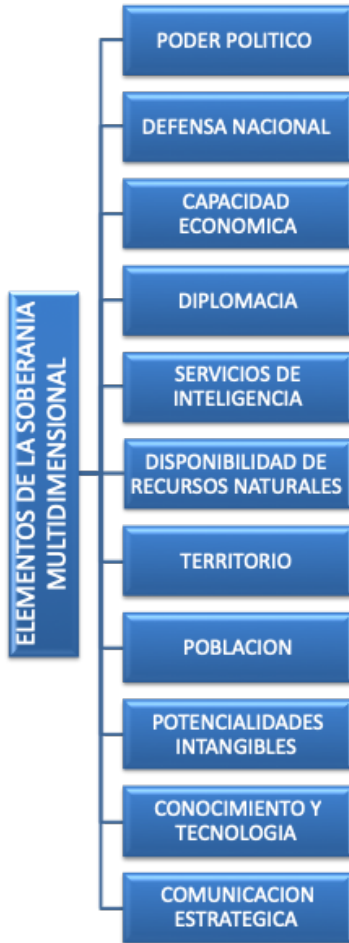 ELEMENTOS DE LA SOBERANIA
MULTIDIMENSIONAL
PODER POLITICO
DEFENSA NACIONAL
CAPACIDAD
ECONOMICA
DIPLOMACIA
SERVICIOS DE
INTELIGENCIA
DISPONIBILIDAD DE
RECURSOS NATURALES
TERRITORIO
POBLACION
POTENCIALIDADES
INTANGIBLES
CONOCIMIENTO Y
TECNOLOGIA
COMUNICACION
ESTRATEGICA